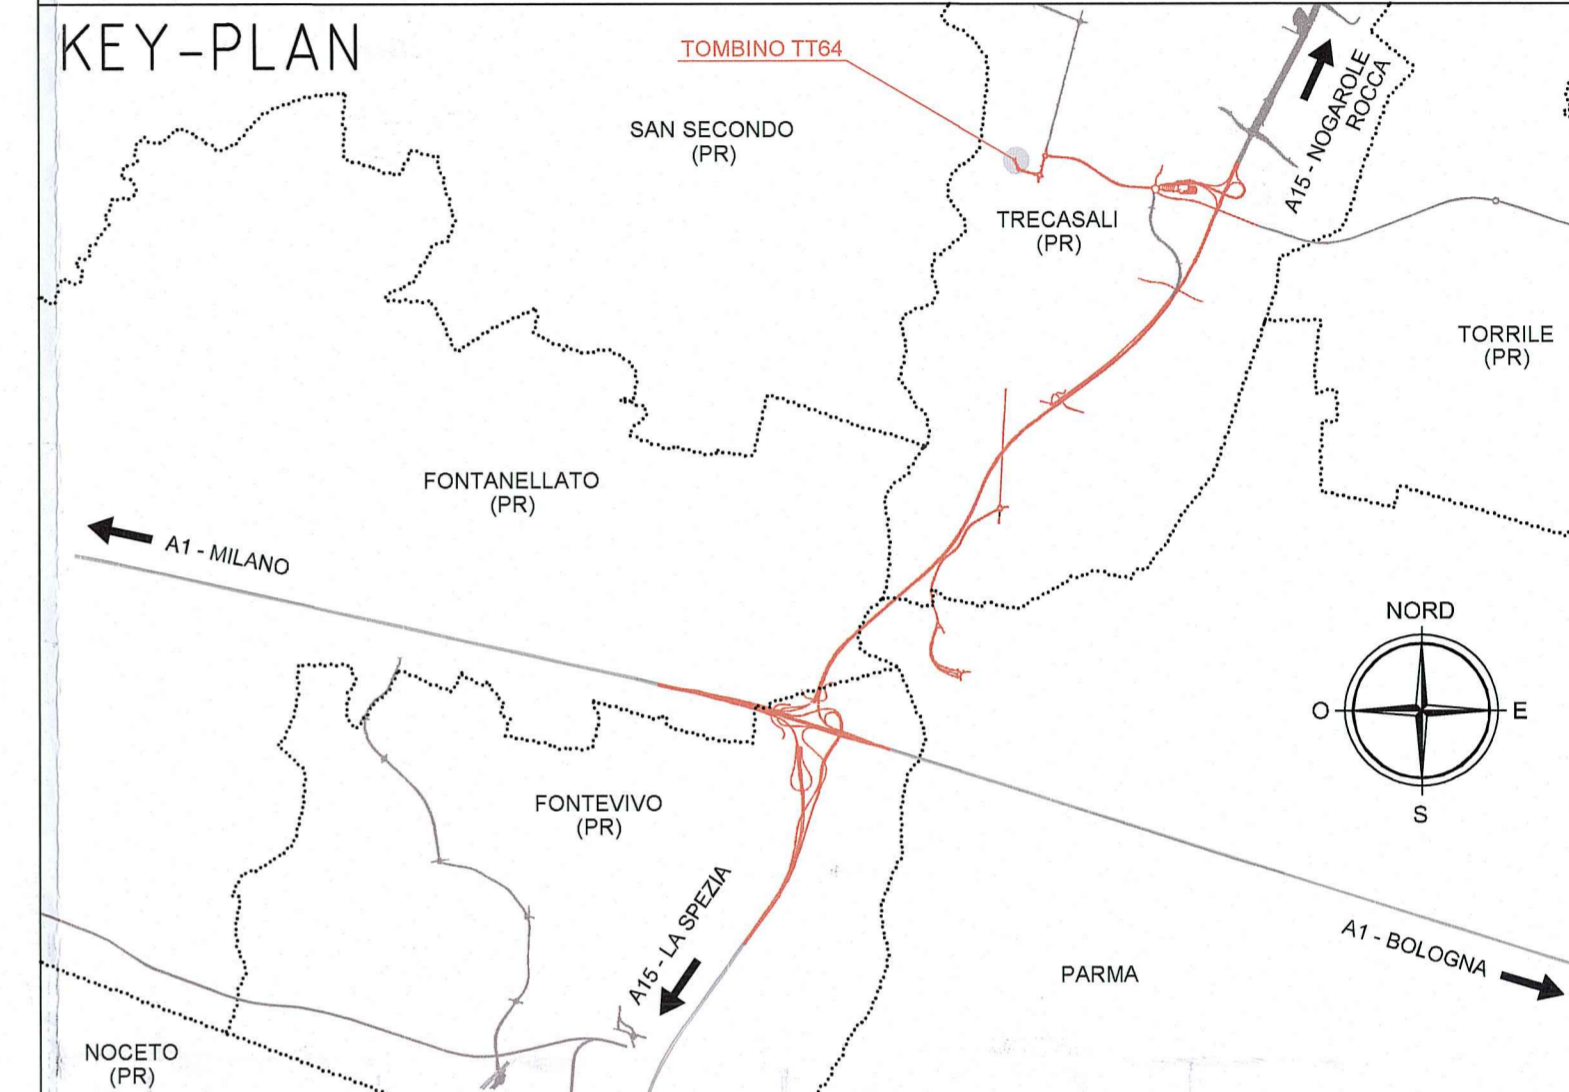 KEY-PLAN
TOMBINO TT64
SAN SECONDO
(PR)
A15 - NOGAROLE
ROCCA
TRECASALI
(PR)
TORRILE
(PR)
FONTANELLATO
(PR)
A1 - MILANO
NORD
O
E
S
FONTEVIVO
(PR)
A15 - LA SPEZIA
A1 - BOLOGNA
PARMA
NOCETO
(PR)